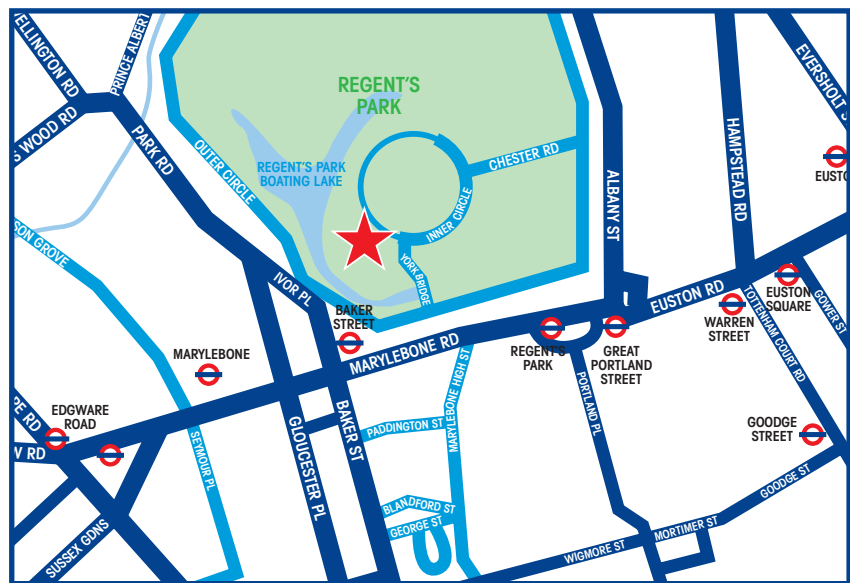 ELLINGTON RD
PRINCE ALBERT
S WOOD RD
PARK RD
OUTER CIRCLE
REGENT'S
PARK
REGENT'S PARK
BOATING LAKE
CHESTER RD
INNER CIRCLE
YORK BRIDGE
ALBANY ST
HAMPSTEAD RD
EVERSHOLT S
EUSTO
SON GROVE
IVOR PL
BAKER
STREET
MARYLEBONE
MARYLEBONE RD
REGENT'S
PARK
GREAT
PORTLAND
STREET
EUSTON RD
WARREN
STREET
EUSTON
SQUARE
GOWER ST
TOTTENHAM COURT RD
RE RD
EDGWARE
ROAD
W RD
SEYMOUR PL
GLOUCESTER PL
BAKER ST
PADDINGTON ST
MARYLEBONE HIGH ST
PORTLAND PL
GOODGE
STREET
BLANDFORD ST
GEORGE ST
GOODGE ST
MORTIMER ST
WIGMORE ST
SUSSEX GDNS